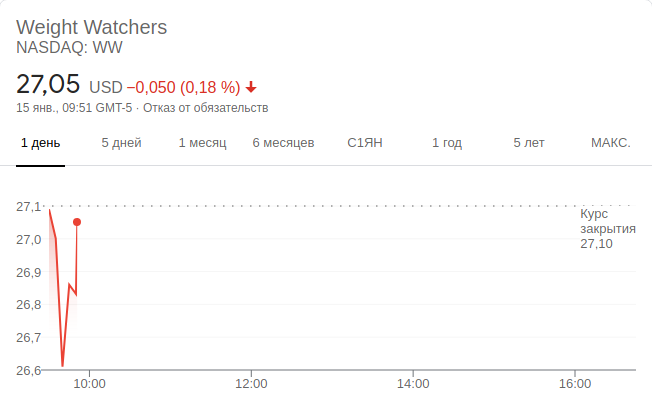 Weight Watchers
NASDAQ: WW
27,05 USD −0,050 (0,18 %)
15 янв., 09:51 GMT-5 · Отказ от обязательств
1 день 5 дней 1 месяц 6 месяцев С1ЯН 1 год 5 лет МАКС.
27,1
Курс
закрытия
27,10
27,0
26,9
26,8
26,7
26,6
10:00 12:00 14:00 16:00